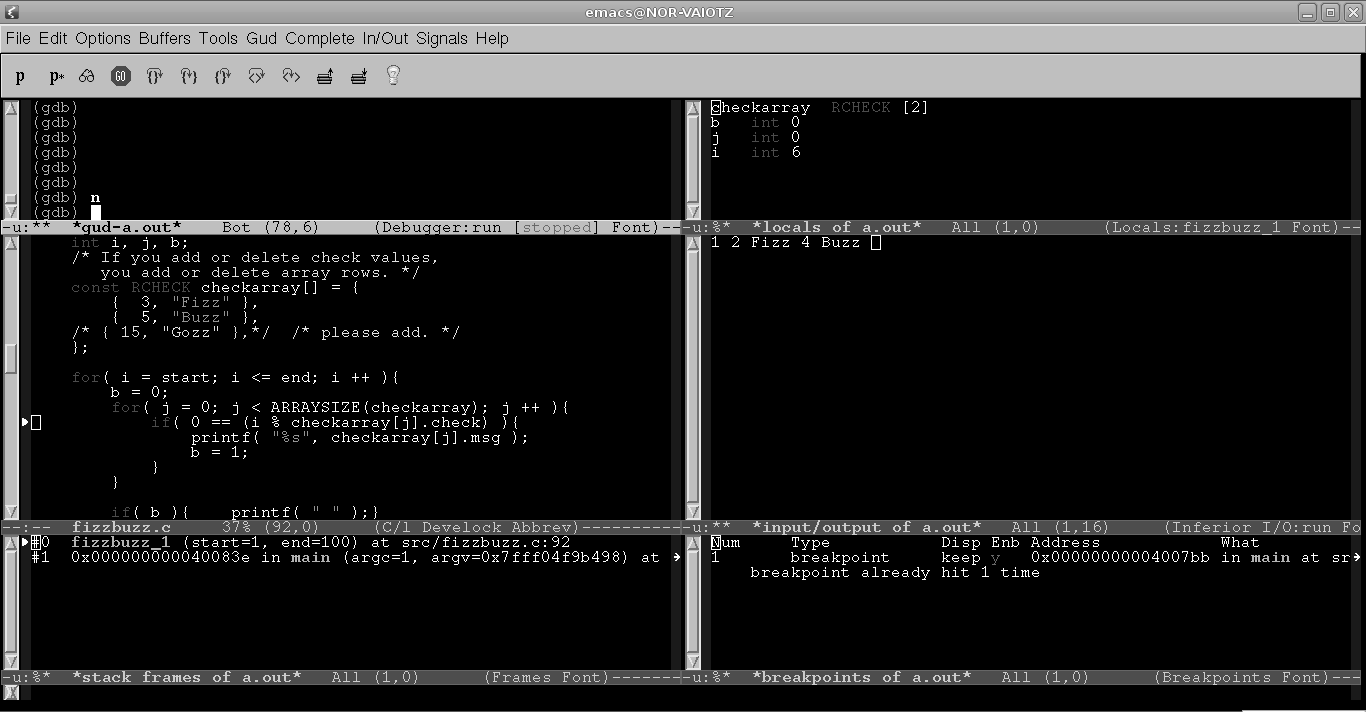 emacs@NOR-VAIOTZ
File Edit Options Buffers Tools Gud Complete In/Out Signals Help
p p* GO
(gdb)
(gdb)
(gdb)
(gdb)
(gdb)
(gdb)
(gdb) n
(gdb)
-u:** *gud-a.out* Bot (78,6) (Debugger:run [stopped] Font)--
checkarray RCHECK [2]
b int 0
j int 0
i int 6
-u:%* *locals of a.out* All (1,0) (Locals:fizzbuzz_1 Font)--
int i, j, b;
/* If you add or delete check values,
you add or delete array rows. */
const RCHECK checkarray[] = {
{ 3, "Fizz" },
{ 5, "Buzz" },
/* { 15, "Gozz" },*/ /* please add. */
};
for( i = start; i <= end; i ++ ){
b = 0;
for( j = 0; j < ARRAYSIZE(checkarray); j ++ ){
if( 0 == (i % checkarray[j].check) ){
printf( "%s", checkarray[j].msg );
b = 1;
}
}
if( b ){ printf( " " );}
--:-- fizzbuzz.c 37% (92,0) (C/l Develock Abbrev)----------
1 2 Fizz 4 Buzz
-u:** *input/output of a.out* All (1,16) (Inferior I/O:run Fo
#0 fizzbuzz_1 (start=1, end=100) at src/fizzbuzz.c:92
#1 0x000000000040083e in main (argc=1, argv=0x7fff04f9b498) at
-u:%* *stack frames of a.out* All (1,0) (Frames Font)-------
Num Type Disp Enb Address What
1 breakpoint keep y 0x00000000004007bb in main at sr
breakpoint already hit 1 time
-u:%* *breakpoints of a.out* All (1,0) (Breakpoints Font)---